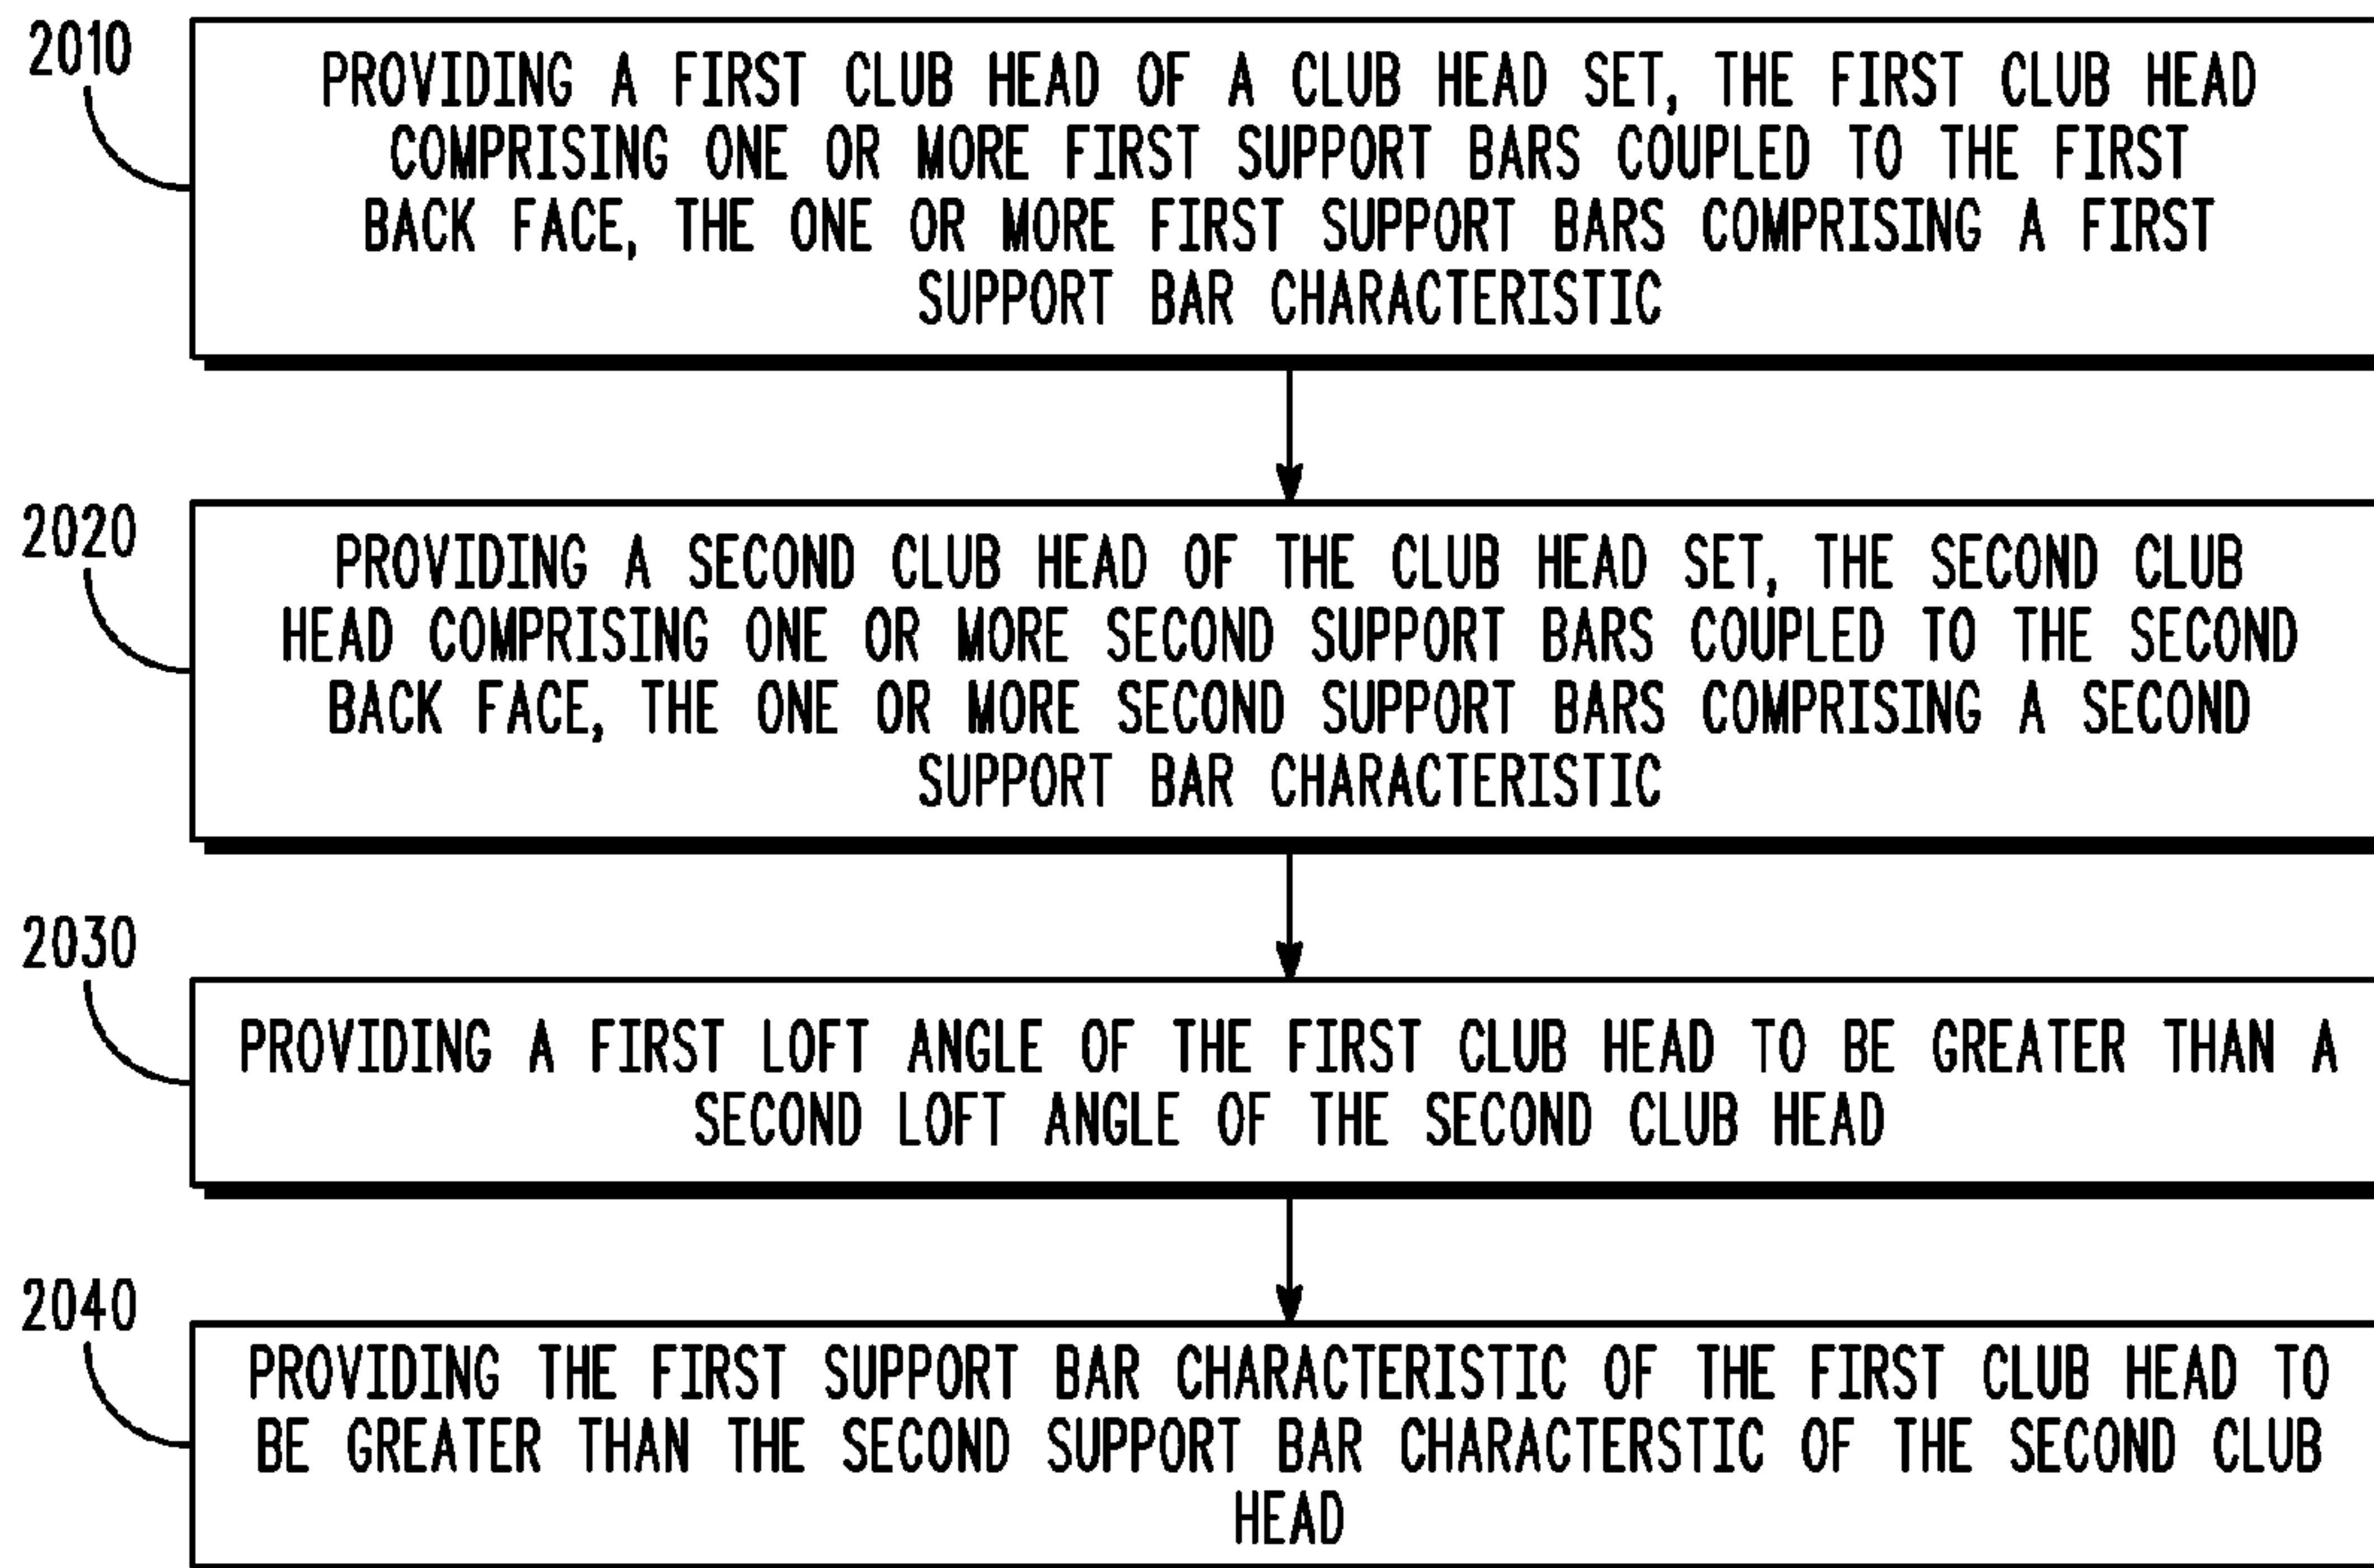 2010
PROVIDING A FIRST CLUB HEAD OF A CLUB HEAD SET, THE FIRST CLUB HEAD
COMPRISING ONE OR MORE FIRST SUPPORT BARS COUPLED TO THE FIRST
BACK FACE, THE ONE OR MORE FIRST SUPPORT BARS COMPRISING A FIRST
SUPPORT BAR CHARACTERISTIC
2020
PROVIDING A SECOND CLUB HEAD OF THE CLUB HEAD SET, THE SECOND CLUB
HEAD COMPRISING ONE OR MORE SECOND SUPPORT BARS COUPLED TO THE SECOND
BACK FACE, THE ONE OR MORE SECOND SUPPORT BARS COMPRISING A SECOND
SUPPORT BAR CHARACTERISTIC
2030
PROVIDING A FIRST LOFT ANGLE OF THE FIRST CLUB HEAD TO BE GREATER THAN A
SECOND LOFT ANGLE OF THE SECOND CLUB HEAD
2040
PROVIDING THE FIRST SUPPORT BAR CHARACTERISTIC OF THE FIRST CLUB HEAD TO
BE GREATER THAN THE SECOND SUPPORT BAR CHARACTERSTIC OF THE SECOND CLUB
HEAD